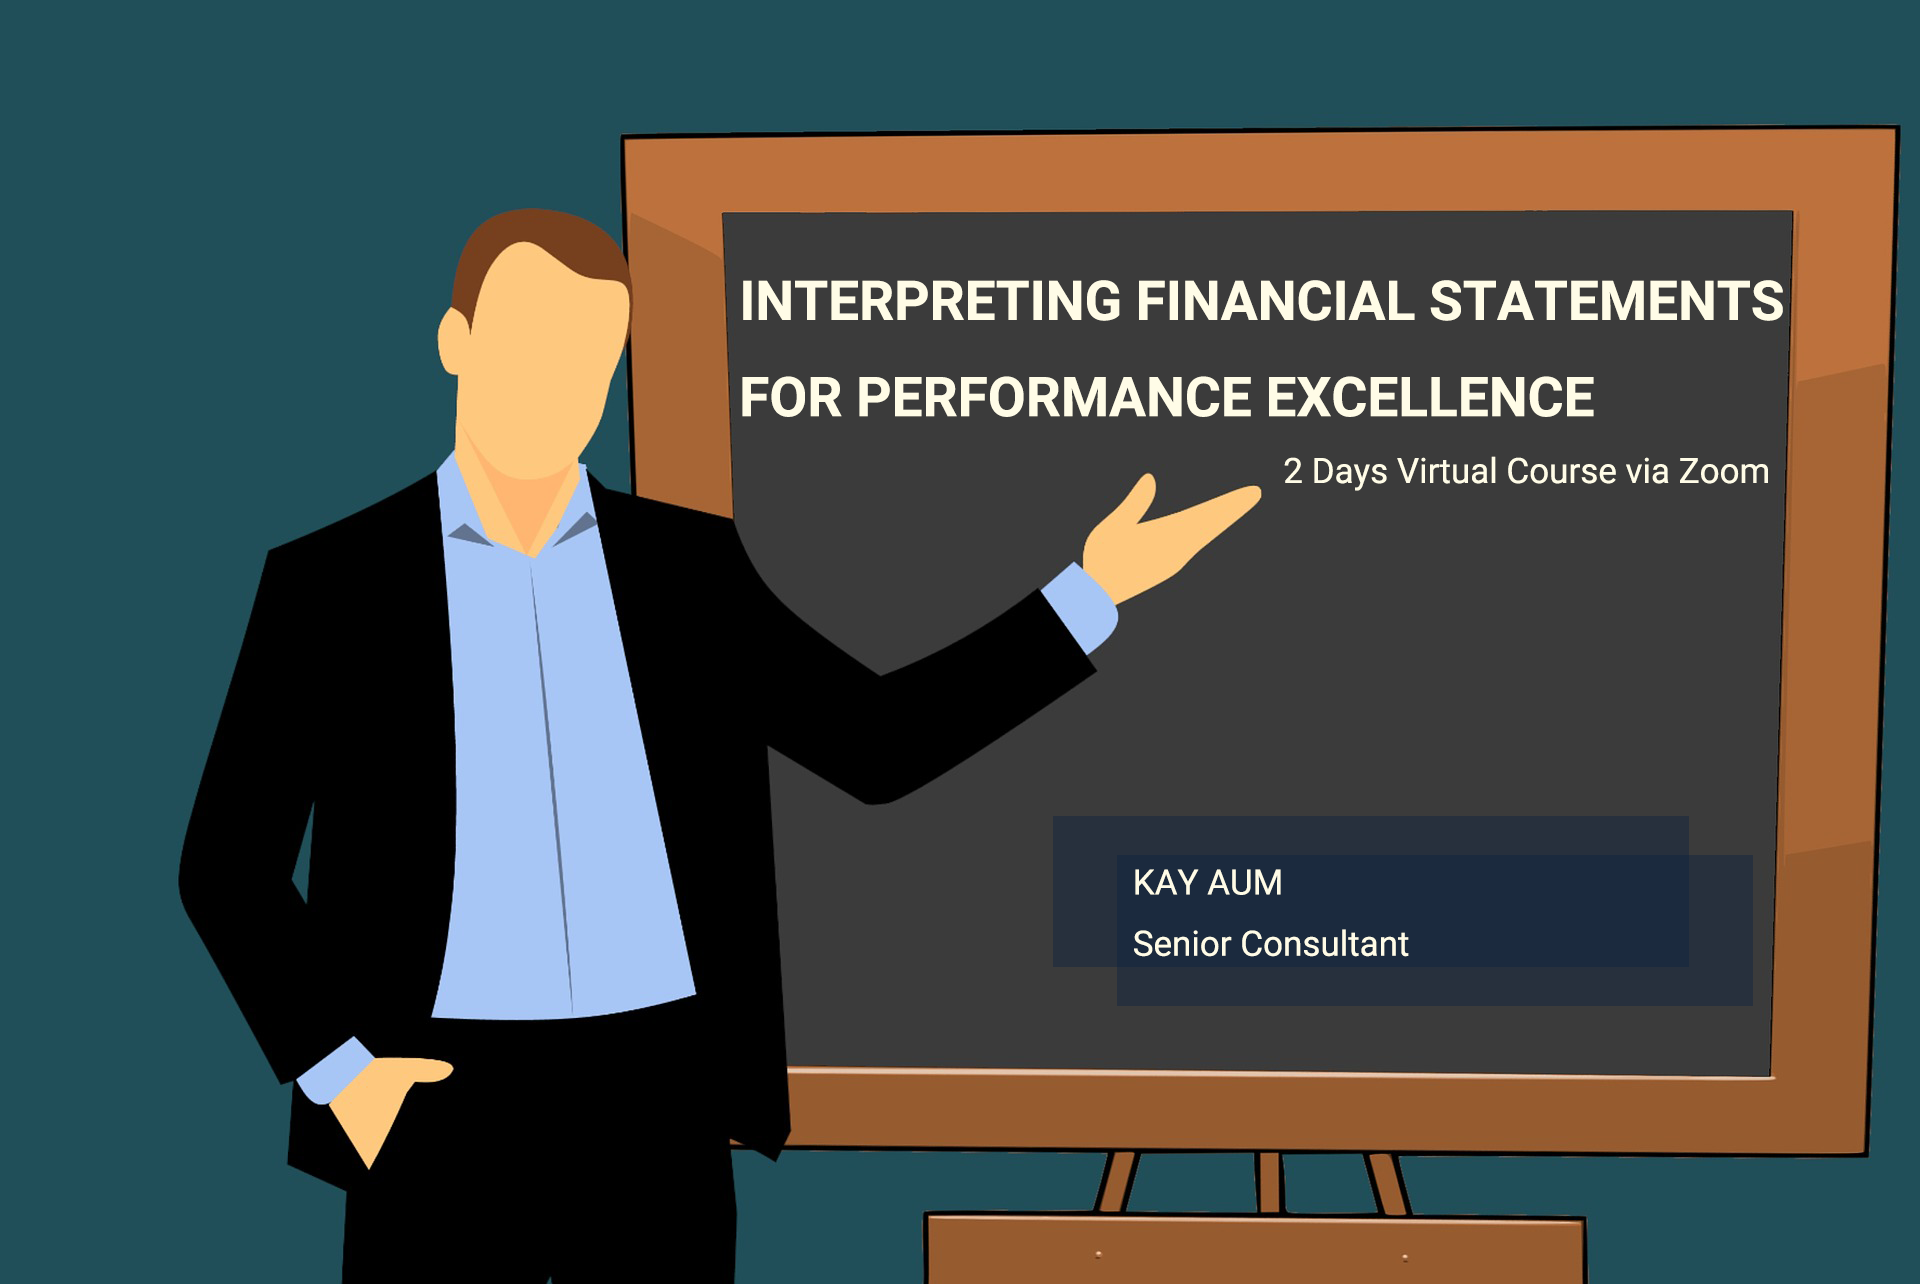 INTERPRETING FINANCIAL STATEMENTS
FOR PERFORMANCE EXCELLENCE
2 Days Virtual Course via Zoom
KAY AUM
Senior Consultant